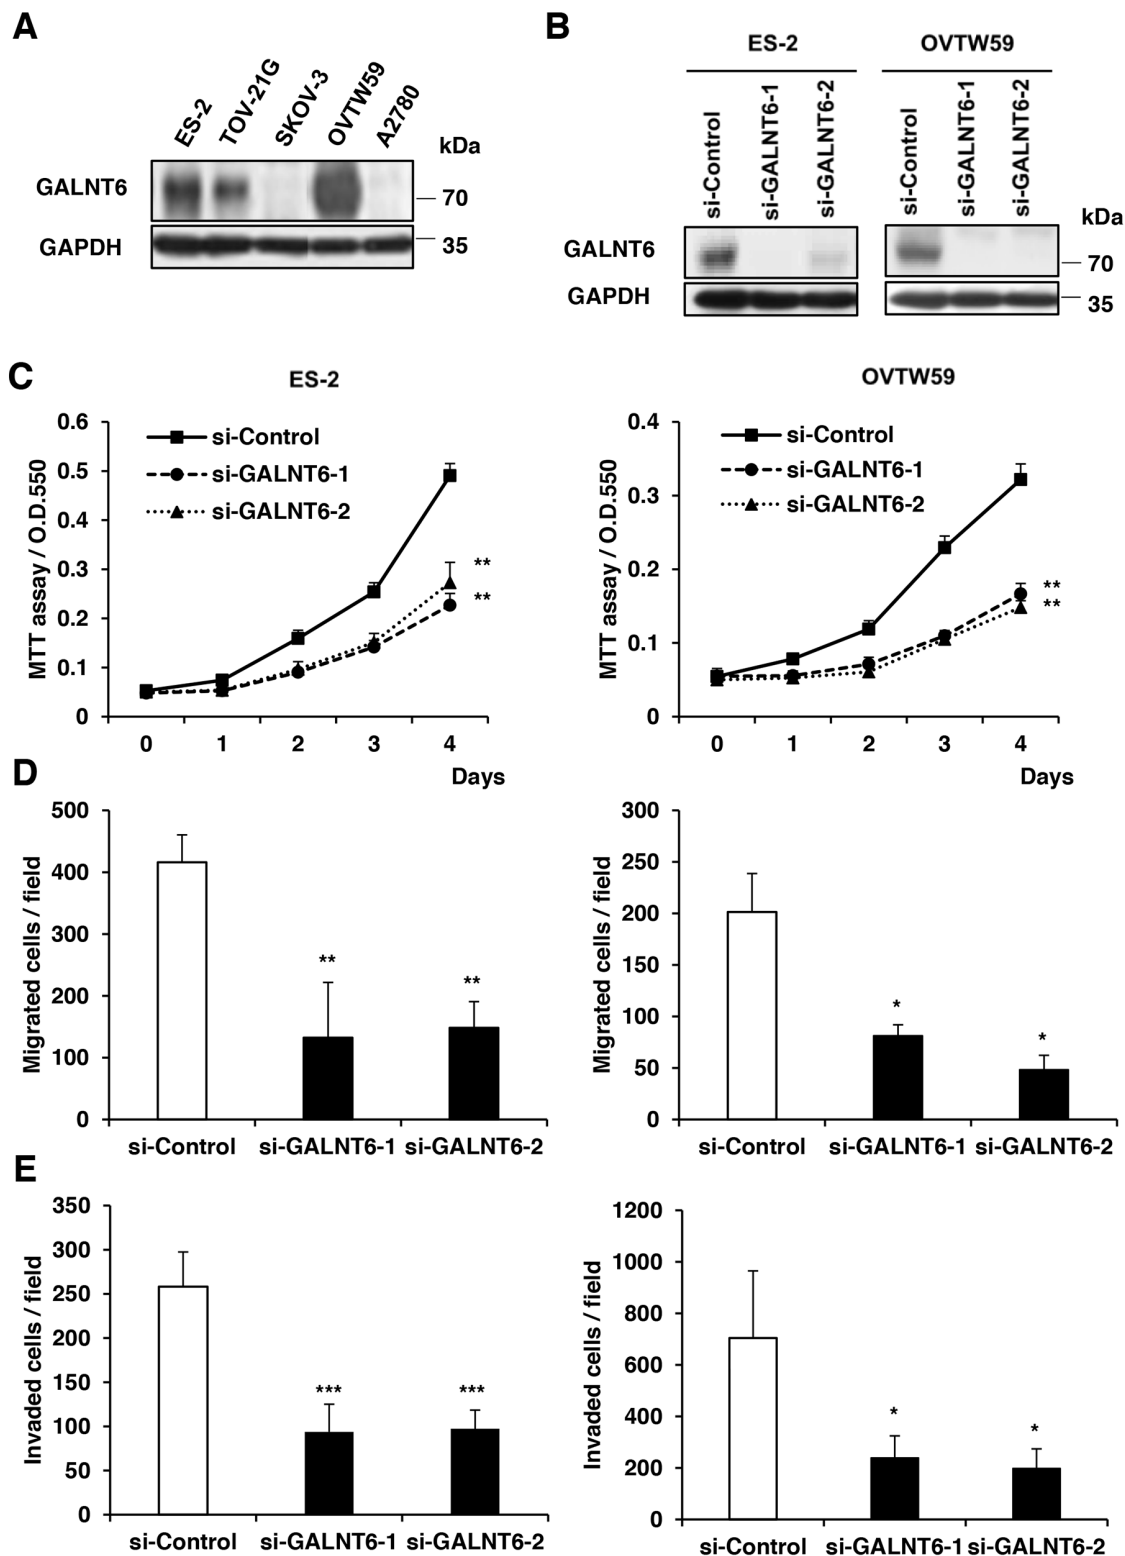 A
ES-2
TOV-21G
SKOV-3
OVTW59
A2780
kDa
GALNT6
70
GAPDH
35
B
ES-2
OVTW59
si-Control
si-GALNT6-1
si-GALNT6-2
si-Control
si-GALNT6-1
si-GALNT6-2
kDa
GALNT6
70
GAPDH
35
C
ES-2
MTT assay / O.D.550
0.6
0.5
0.4
0.3
0.2
0.1
0
si-Control
si-GALNT6-1
si-GALNT6-2
**
**
0 1 2 3 4
Days
OVTW59
MTT assay / O.D.550
0.4
0.3
0.2
0.1
0
si-Control
si-GALNT6-1
si-GALNT6-2
**
**
0 1 2 3 4
Days
D
Migrated cells / field
500
400
300
200
100
0
**
**
si-Control si-GALNT6-1 si-GALNT6-2
Migrated cells / field
300
250
200
150
100
50
0
*
*
si-Control si-GALNT6-1 si-GALNT6-2
E
Invaded cells / field
350
300
250
200
150
100
50
0
***
***
si-Control si-GALNT6-1 si-GALNT6-2
Invaded cells / field
1200
1000
800
600
400
200
0
*
*
si-Control si-GALNT6-1 si-GALNT6-2